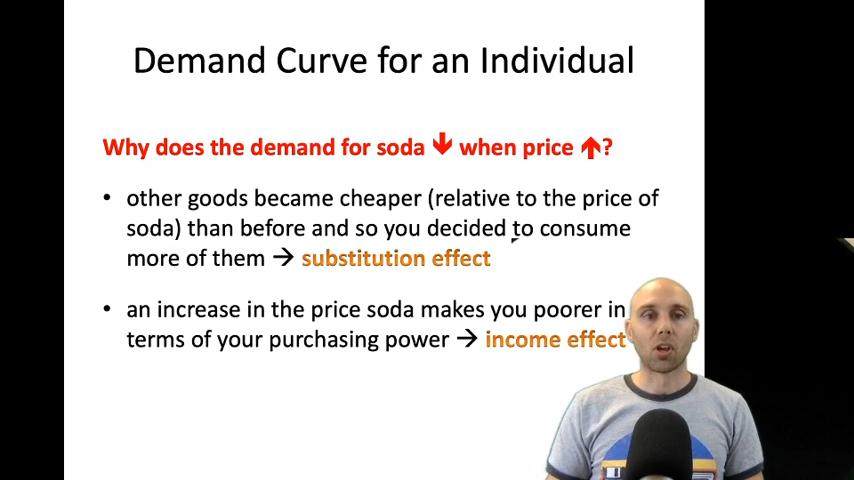 Demand Curve for an Individual
Why does the demand for soda 🡇 when price 🡅?
• other goods became cheaper (relative to the price of
soda) than before and so you decided to consume
more of them → substitution effect
• an increase in the price soda makes you poorer in
terms of your purchasing power → income effect